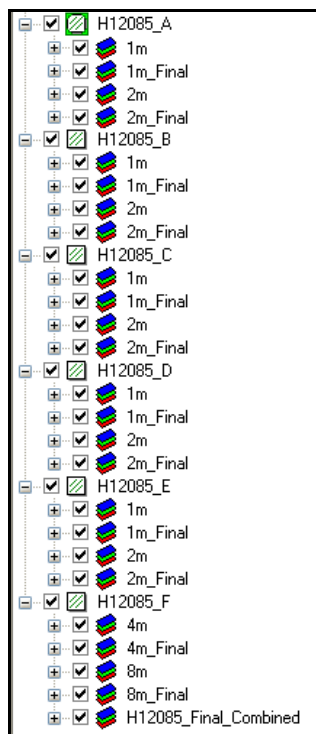 H12085_A
1m
1m_Final
2m
2m_Final
H12085_B
1m
1m_Final
2m
2m_Final
H12085_C
1m
1m_Final
2m
2m_Final
H12085_D
1m
1m_Final
2m
2m_Final
H12085_E
1m
1m_Final
2m
2m_Final
H12085_F
4m
4m_Final
8m
8m_Final
H12085_Final_Combined